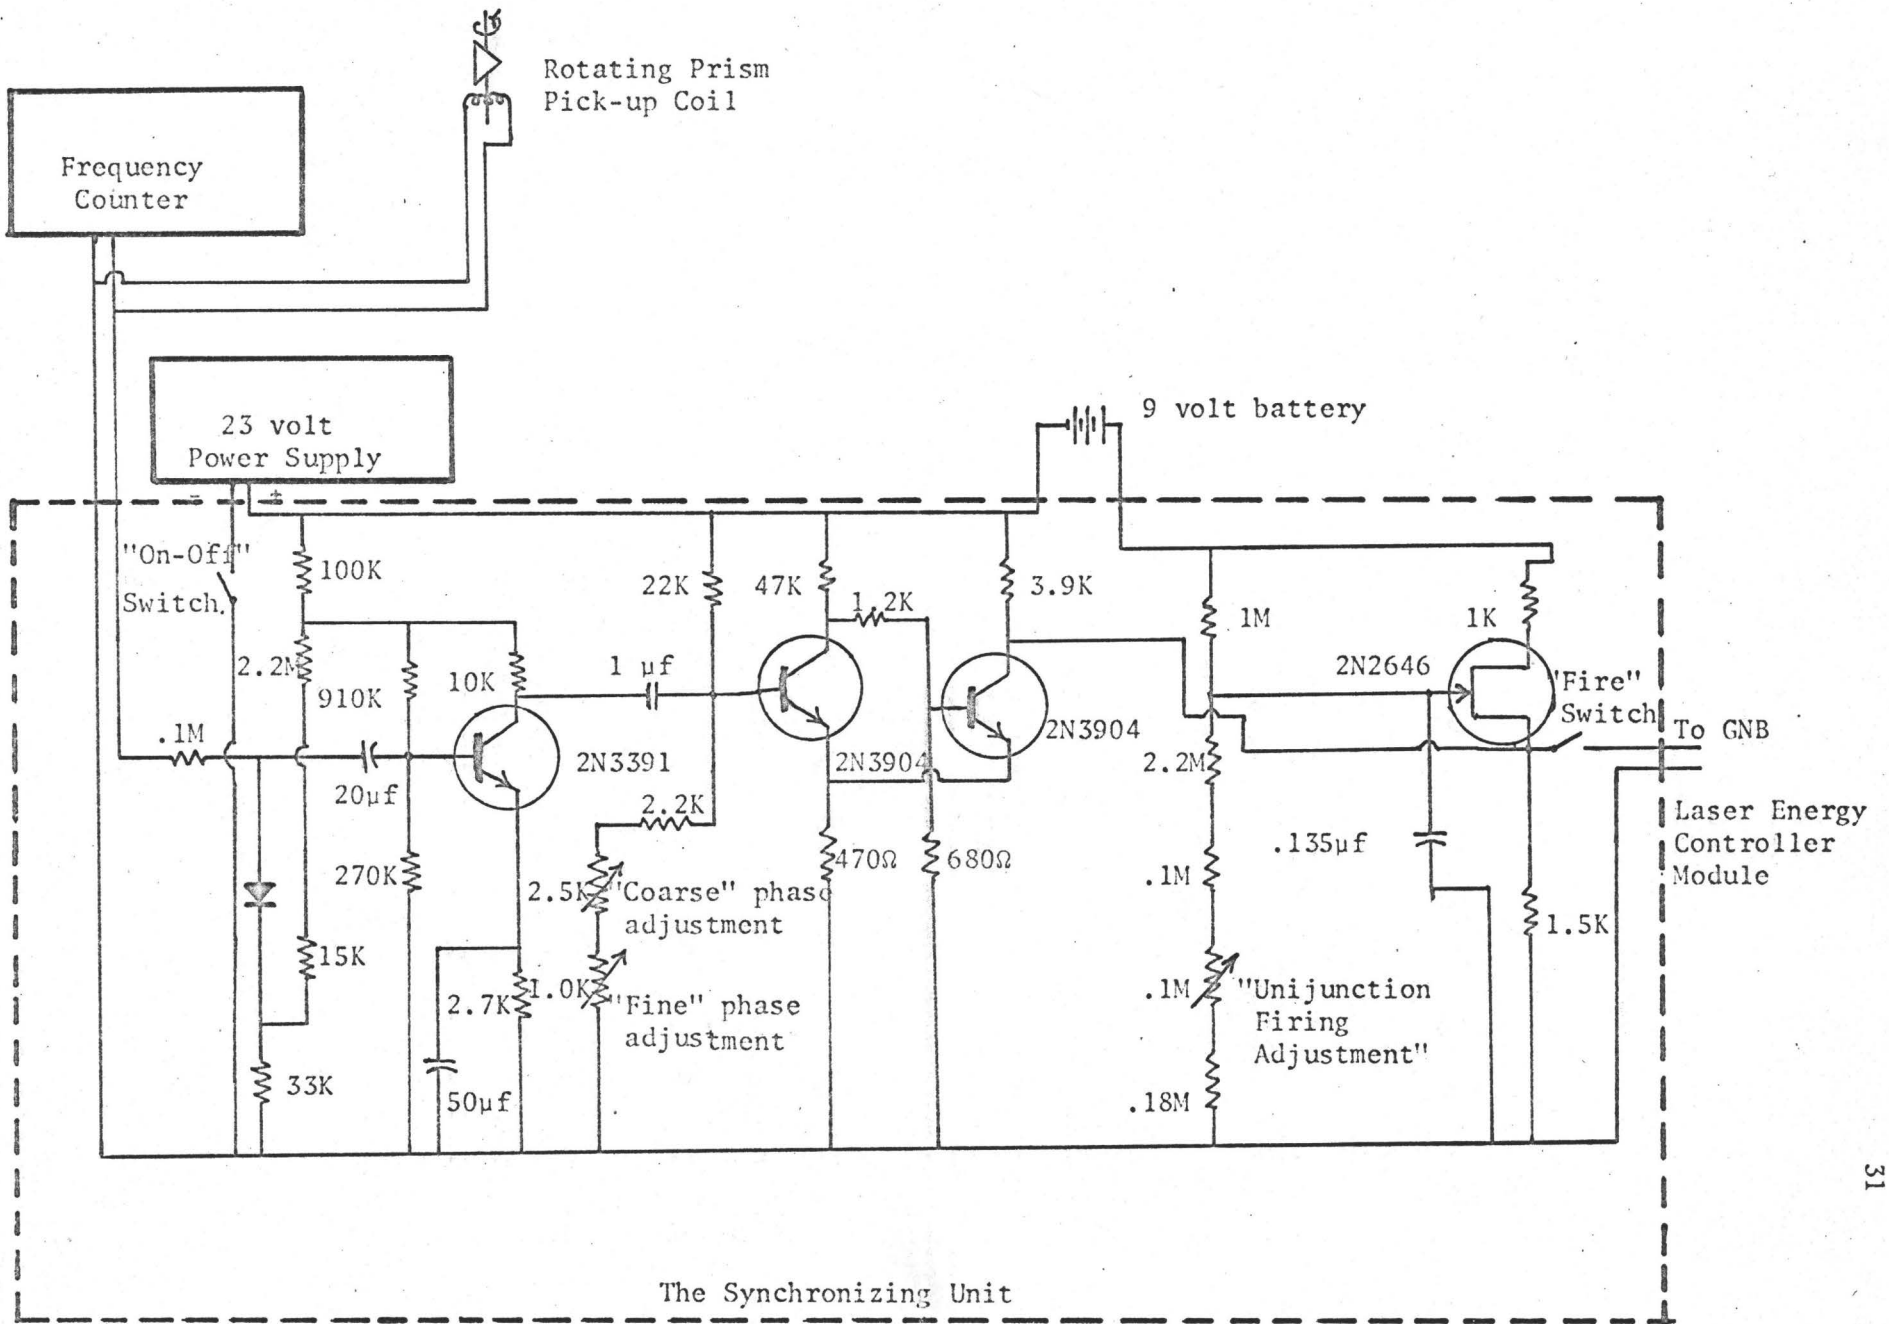 Rotating Prism
Pick-up Coil
Frequency
Counter
23 volt
Power Supply
9 volt battery
- +
"On-Off"
Switch.
100K
22K
47K
1.2K
3.9K
1M
1K
2.2M
910K
10K
1 µf
2N2646
"Fire"
Switch
.1M
20µf
2N3391
2N3904
2N3904
2.2M
To GNB
2.2K
270K
2.5K
"Coarse" phase
adjustment
470Ω
680Ω
.1M
.135µf
Laser Energy
Controller
Module
15K
2.7K
1.0K
"Fine" phase
adjustment
.1M
"Unijunction
Firing
Adjustment"
1.5K
33K
50µf
.18M
31
The Synchronizing Unit